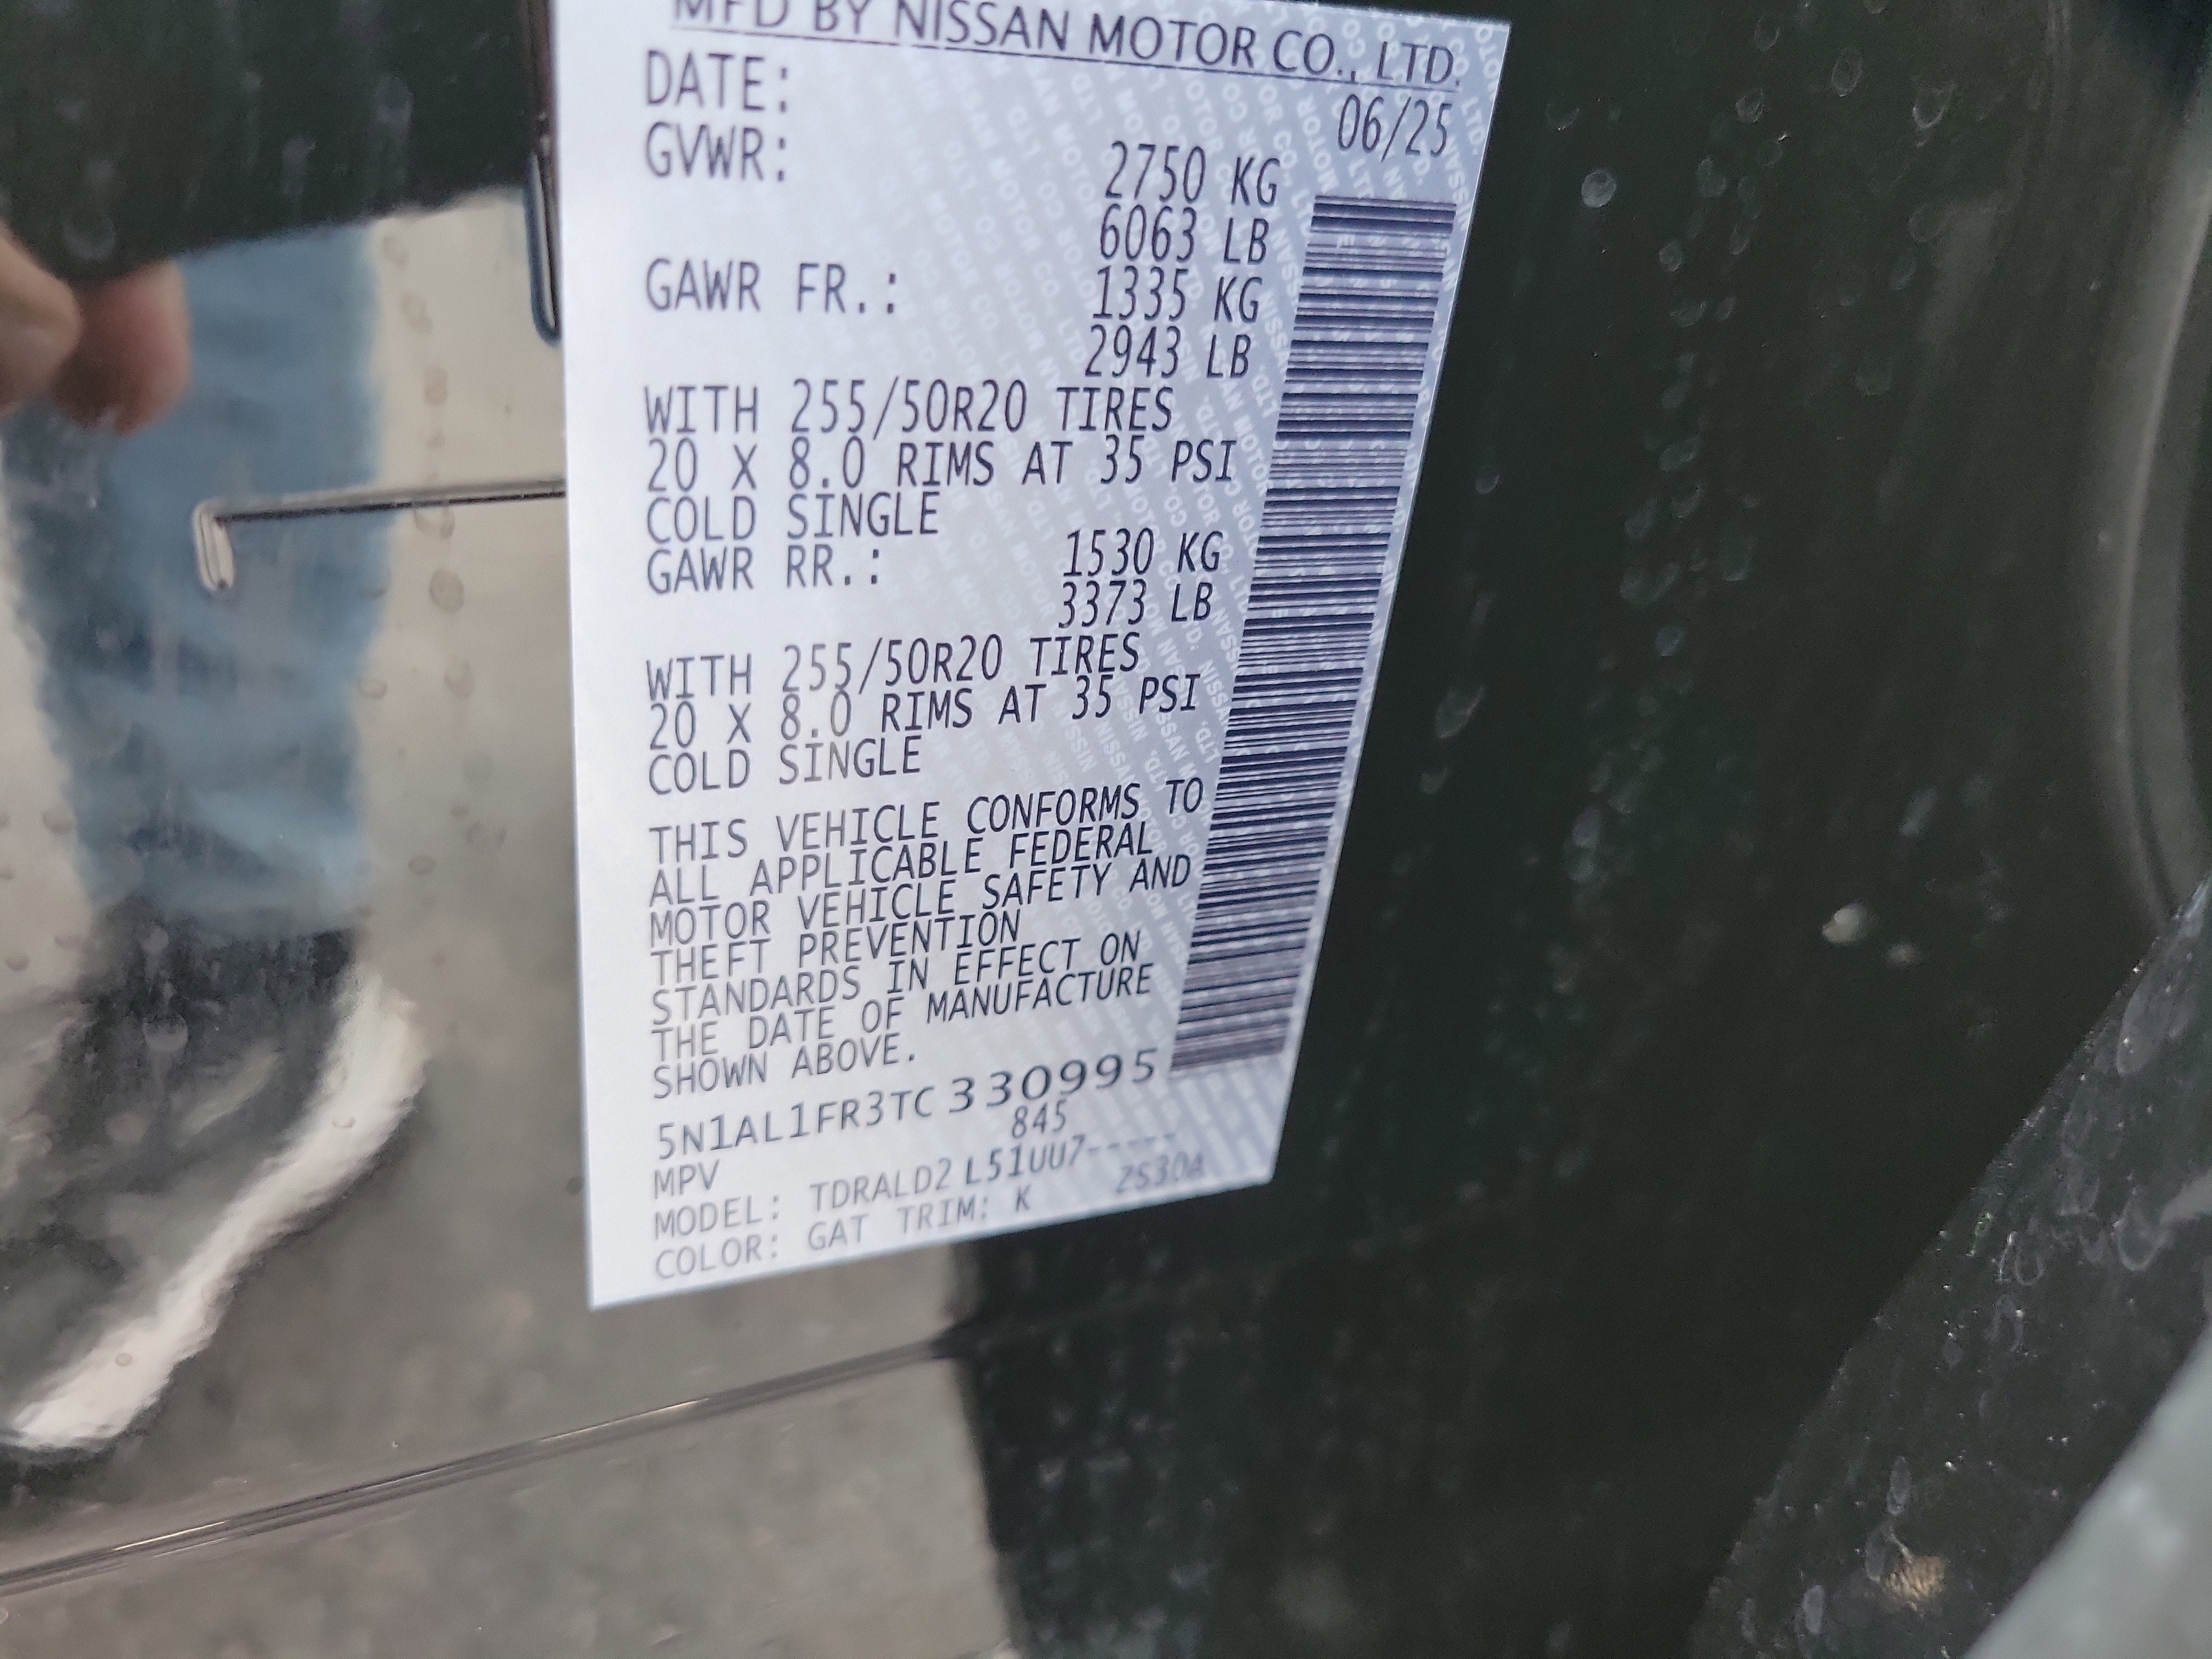 MFD BY NISSAN MOTOR CO., LTD.
DATE: 06/25
GVWR: 2750 KG
6063 LB
GAWR FR.: 1335 KG
2943 LB
WITH 255/50R20 TIRES
20 X 8.0 RIMS AT 35 PSI
COLD SINGLE
GAWR RR.: 1530 KG
3373 LB
WITH 255/50R20 TIRES
20 X 8.0 RIMS AT 35 PSI
COLD SINGLE
THIS VEHICLE CONFORMS TO
ALL APPLICABLE FEDERAL
MOTOR VEHICLE SAFETY AND
THEFT PREVENTION
STANDARDS IN EFFECT ON
THE DATE OF MANUFACTURE
SHOWN ABOVE.
5N1AL1FR3TC330995
MPV 845
MODEL: TDRALD2 L51UU7-----
COLOR: GAT TRIM: K ZS30A